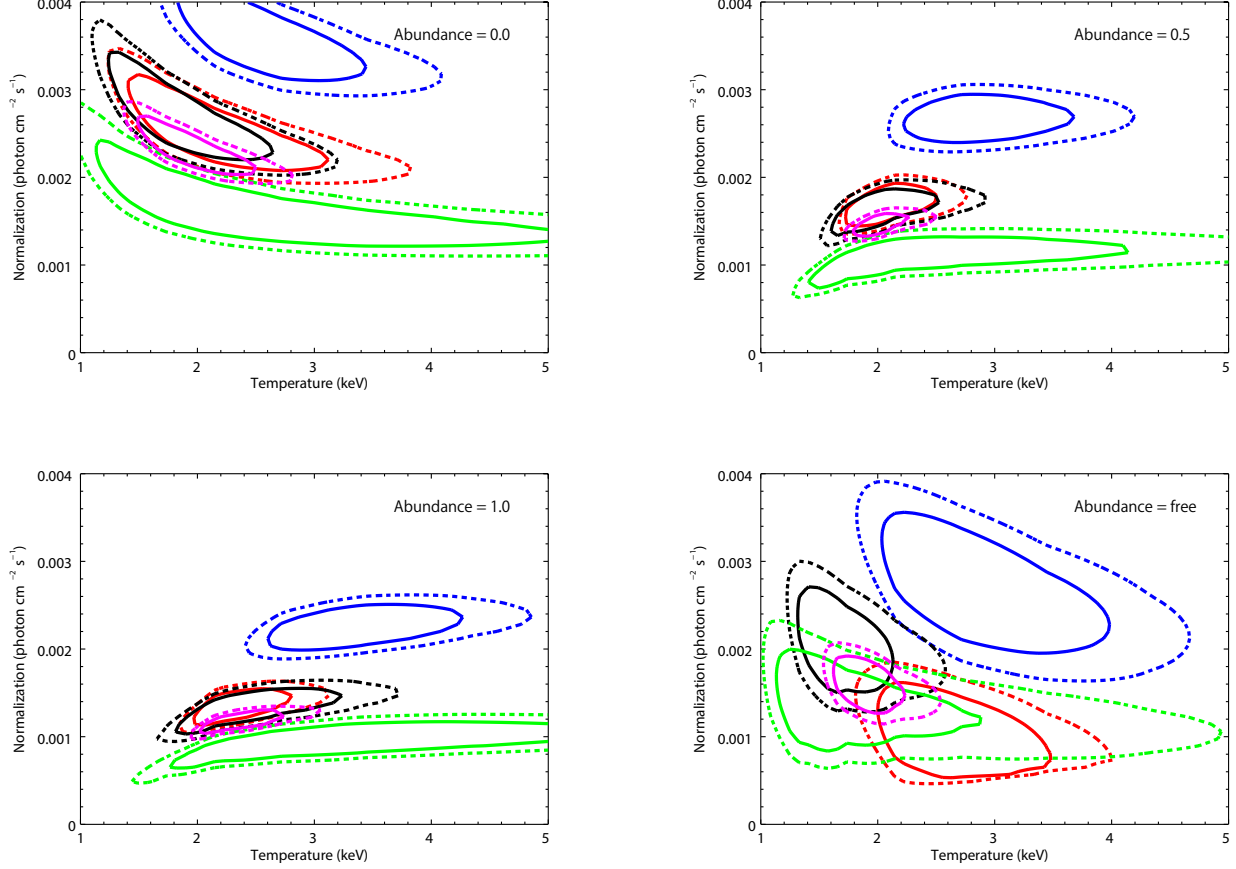 0.004
0.003
0.002
0.001
0
Normalization (photon cm⁻² s⁻¹)
Abundance = 0.0
1 2 3 4 5
Temperature (keV)
0.004
0.003
0.002
0.001
0
Normalization (photon cm⁻² s⁻¹)
Abundance = 0.5
1 2 3 4 5
Temperature (keV)
0.004
0.003
0.002
0.001
0
Normalization (photon cm⁻² s⁻¹)
Abundance = 1.0
1 2 3 4 5
Temperature (keV)
0.004
0.003
0.002
0.001
0
Normalization (photon cm⁻² s⁻¹)
Abundance = free
1 2 3 4 5
Temperature (keV)